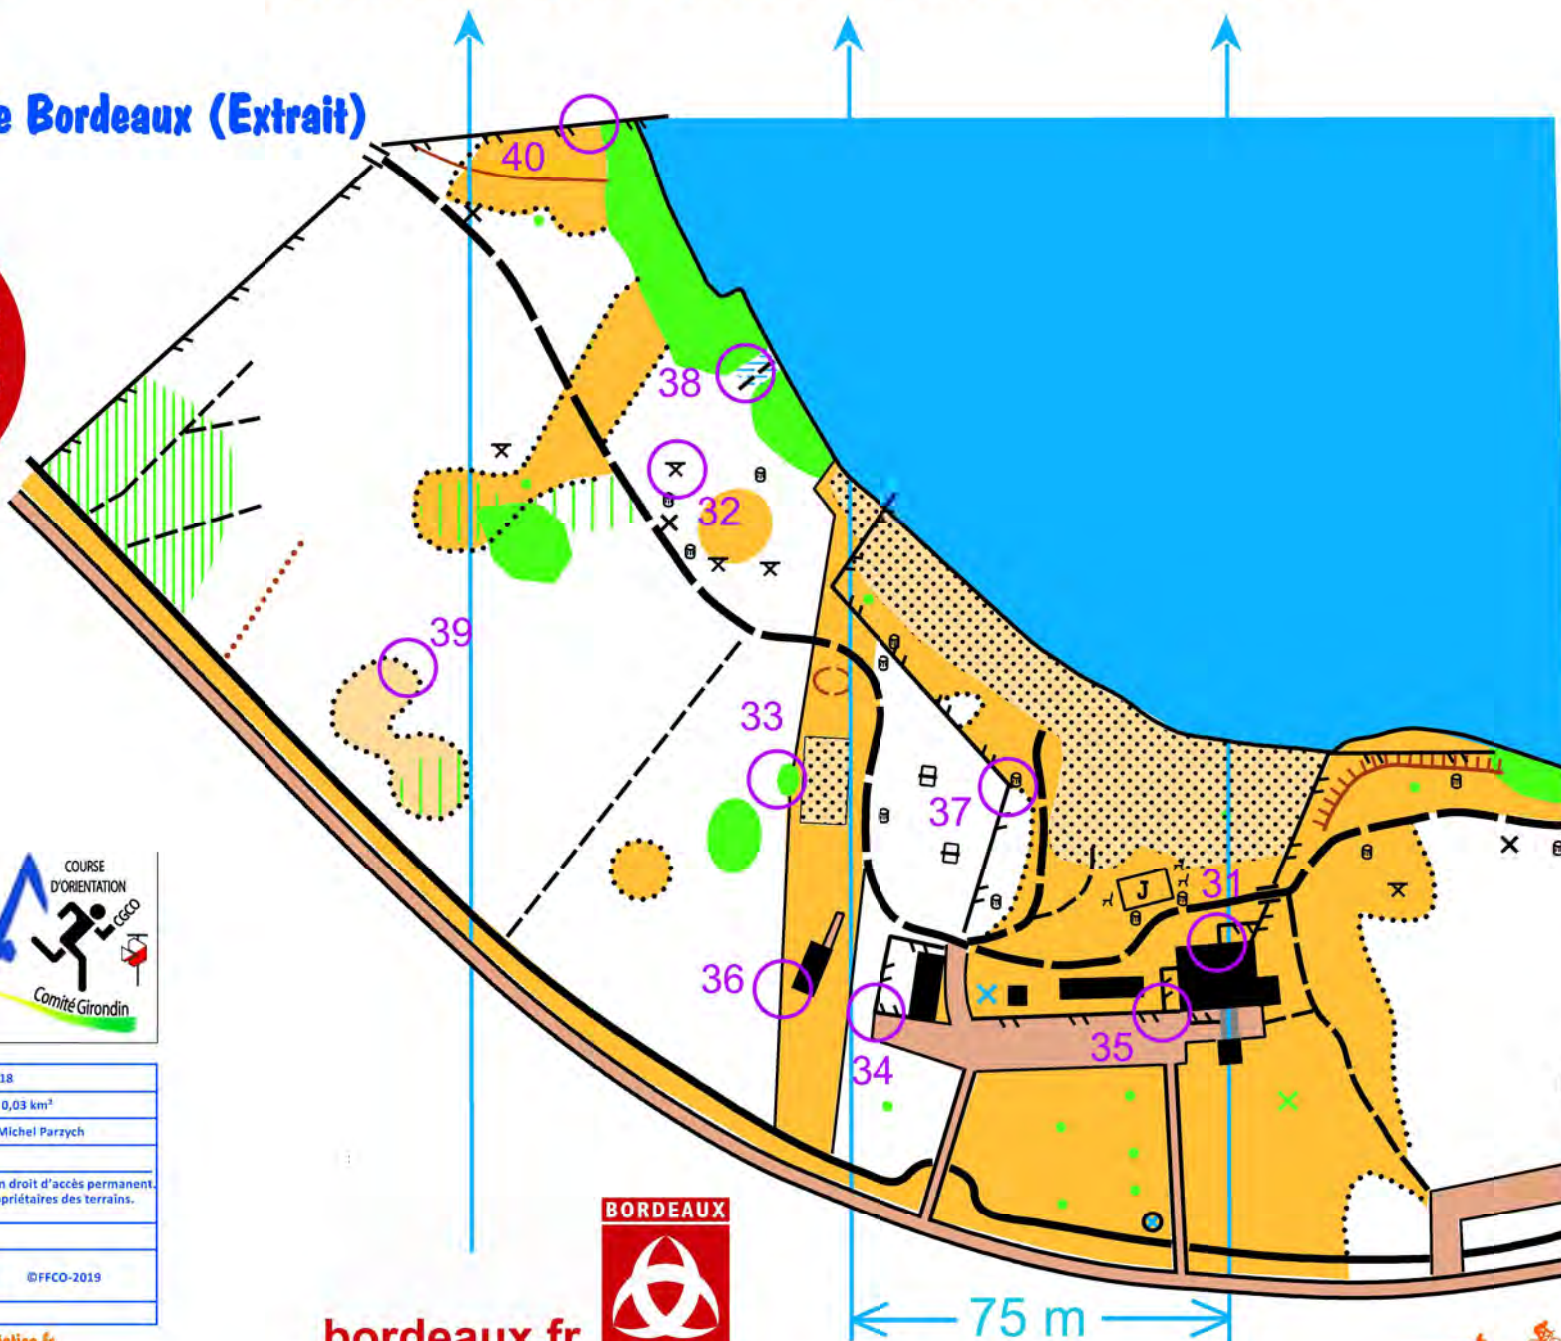 e Bordeaux (Extrait)
40
38
32
39
33
37
J
31
36
35
34
COURSE
D'ORIENTATION
CGCO
Comité Girondin
18
0,03 km²
Michel Parzych
n droit d'accès permanent.
priétaires des terrains.
©FFCO-2019
BORDEAUX
bordeaux.fr
75 m